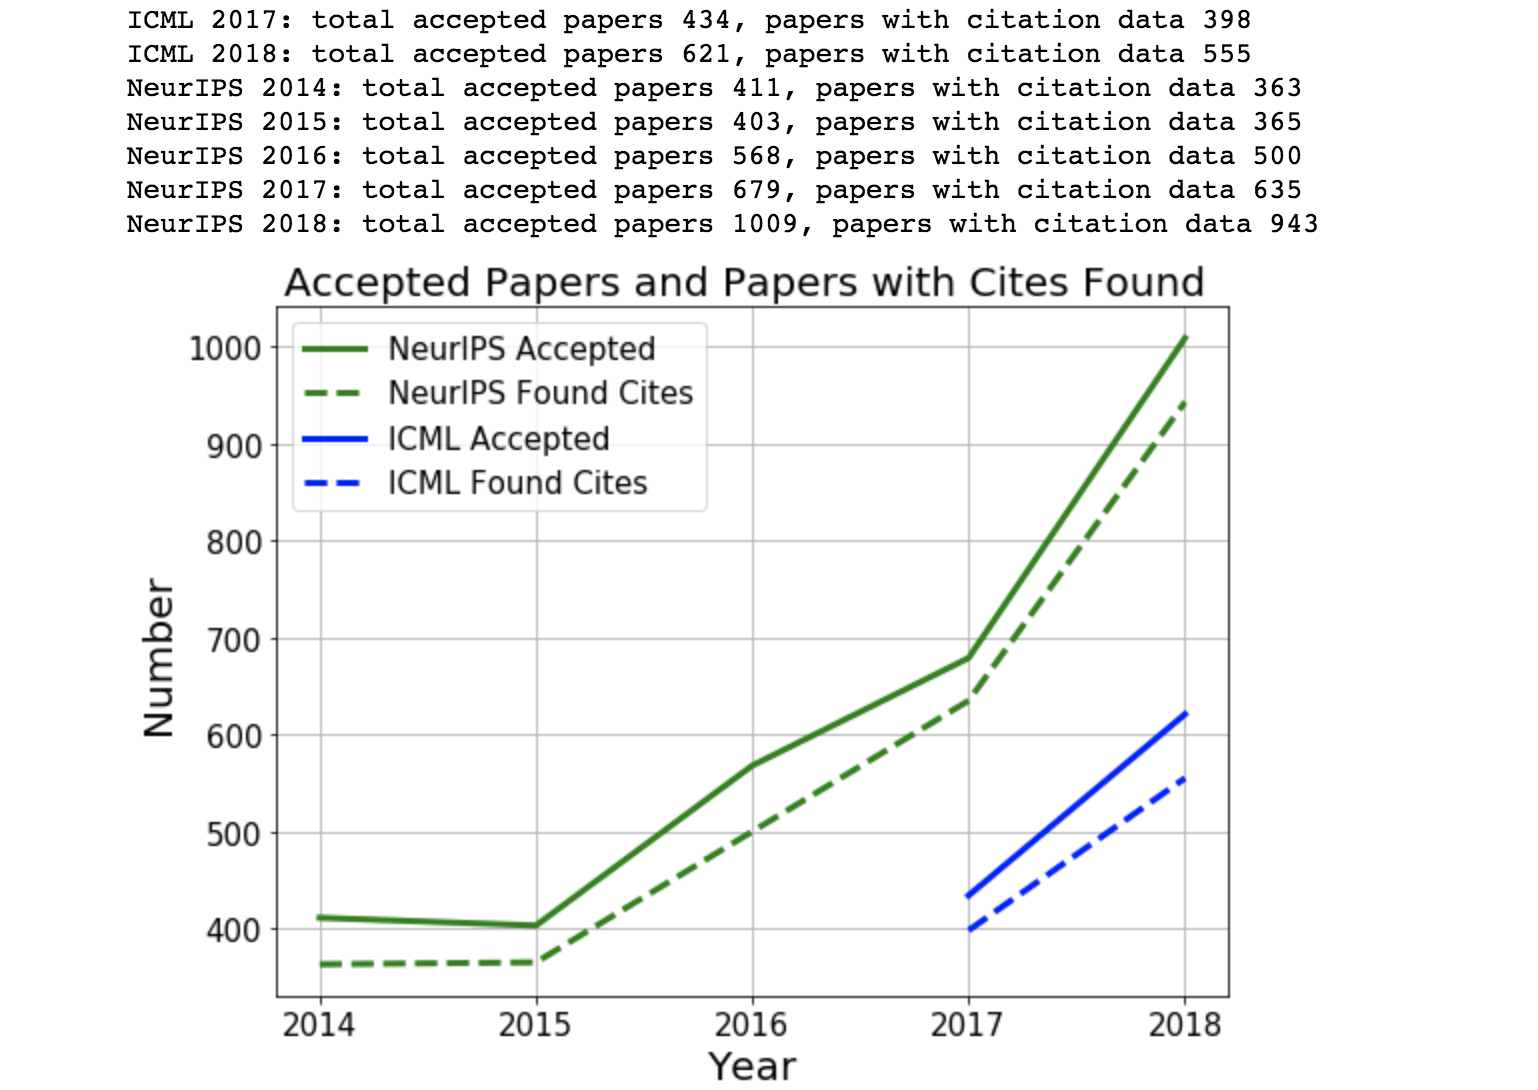 ICML 2017: total accepted papers 434, papers with citation data 398
ICML 2018: total accepted papers 621, papers with citation data 555
NeurIPS 2014: total accepted papers 411, papers with citation data 363
NeurIPS 2015: total accepted papers 403, papers with citation data 365
NeurIPS 2016: total accepted papers 568, papers with citation data 500
NeurIPS 2017: total accepted papers 679, papers with citation data 635
NeurIPS 2018: total accepted papers 1009, papers with citation data 943
Accepted Papers and Papers with Cites Found
NeurIPS Accepted
NeurIPS Found Cites
ICML Accepted
ICML Found Cites
1000
900
800
700
600
500
400
Number
2014 2015 2016 2017 2018
Year